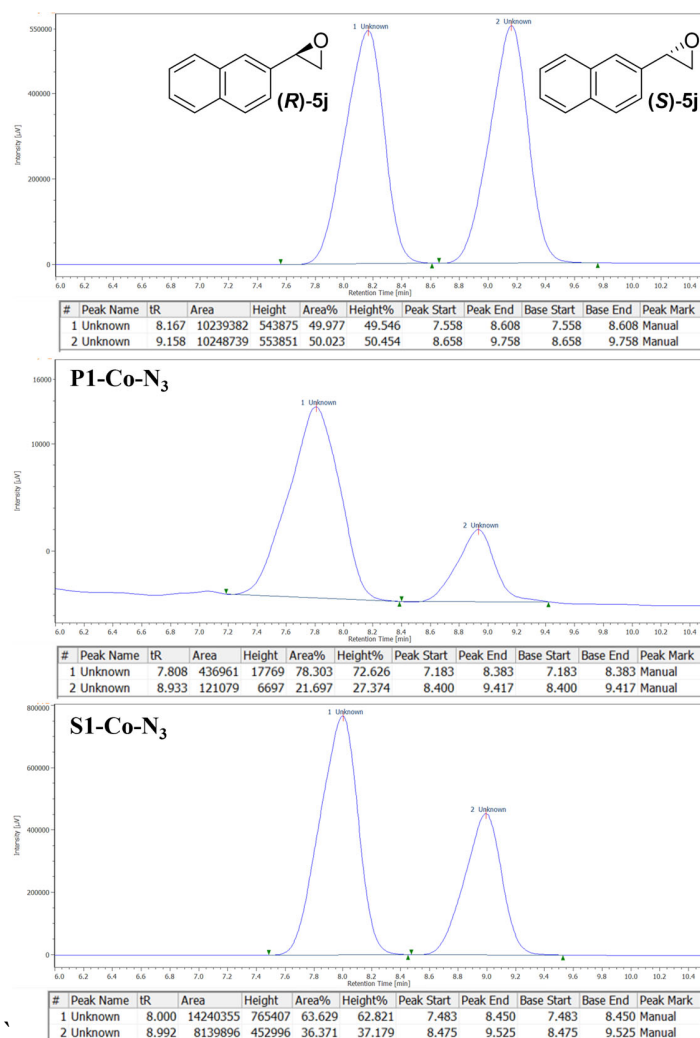 550000
1 Unknown
2 Unknown
O
O
(R)-5j
(S)-5j
400000
Intensity [µV]
200000
0
6.0 6.2 6.4 6.6 6.8 7.0 7.2 7.4 7.6 7.8 8.0 8.2 8.4 8.6 8.8 9.0 9.2 9.4 9.6 9.8 10.0 10.2 10.4
Retention Time [min]
# Peak Name tR Area Height Area% Height% Peak Start Peak End Base Start Base End Peak Mark
1 Unknown 8.167 10239382 543875 49.977 49.546 7.558 8.608 7.558 8.608 Manual
2 Unknown 9.158 10248739 553851 50.023 50.454 8.658 9.758 8.658 9.758 Manual
P1-Co-N3
16000
1 Unknown
10000
Intensity [µV]
2 Unknown
0
6.0 6.2 6.4 6.6 6.8 7.0 7.2 7.4 7.6 7.8 8.0 8.2 8.4 8.6 8.8 9.0 9.2 9.4 9.6 9.8 10.0 10.2 10.4
Retention Time [min]
# Peak Name tR Area Height Area% Height% Peak Start Peak End Base Start Base End Peak Mark
1 Unknown 7.808 436961 17769 78.303 72.626 7.183 8.383 7.183 8.383 Manual
2 Unknown 8.933 121079 6697 21.697 27.374 8.400 9.417 8.400 9.417 Manual
S1-Co-N3
800000
1 Unknown
600000
Intensity [µV]
2 Unknown
400000
200000
0
6.0 6.2 6.4 6.6 6.8 7.0 7.2 7.4 7.6 7.8 8.0 8.2 8.4 8.6 8.8 9.0 9.2 9.4 9.6 9.8 10.0 10.2 10.4
Retention Time [min]
# Peak Name tR Area Height Area% Height% Peak Start Peak End Base Start Base End Peak Mark
1 Unknown 8.000 14240355 765407 63.629 62.821 7.483 8.450 7.483 8.450 Manual
2 Unknown 8.992 8139896 452996 36.371 37.179 8.475 9.525 8.475 9.525 Manual